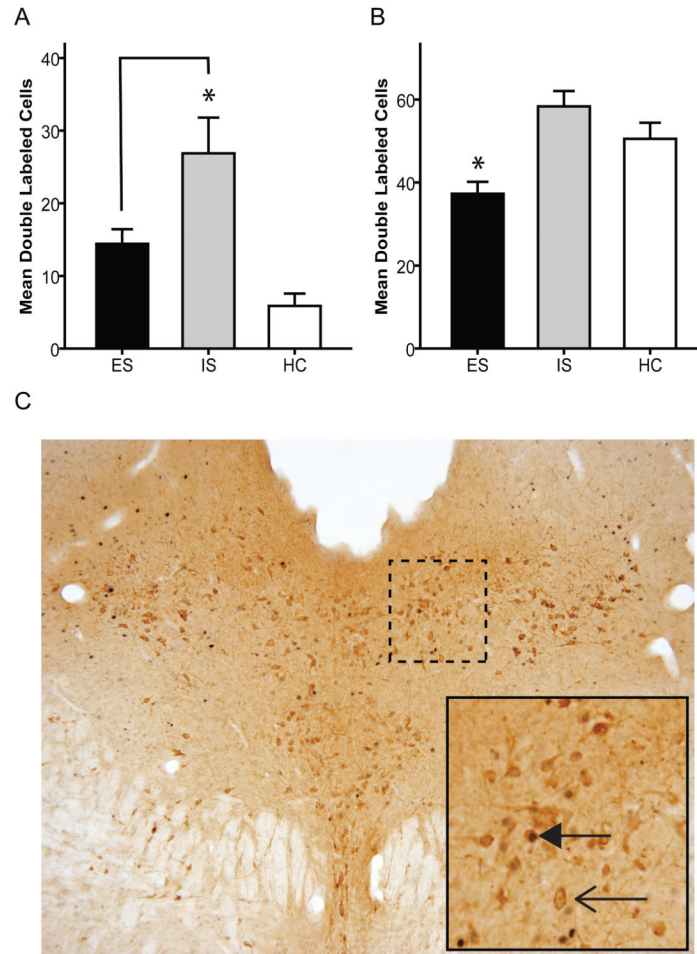 A
Mean Double Labeled Cells
40
30
20
10
0
*
ES
IS
HC
B
Mean Double Labeled Cells
60
40
20
0
*
ES
IS
HC
C